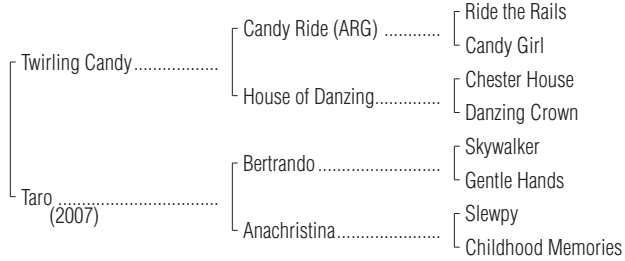 Ride the Rails
Candy Ride (ARG) ............
Candy Girl
Twirling Candy..................
Chester House
House of Danzing..............
Danzing Crown
Skywalker
Bertrando ......................
Gentle Hands
Taro ..................................
(2007)
Slewpy
Anachristina...................
Childhood Memories